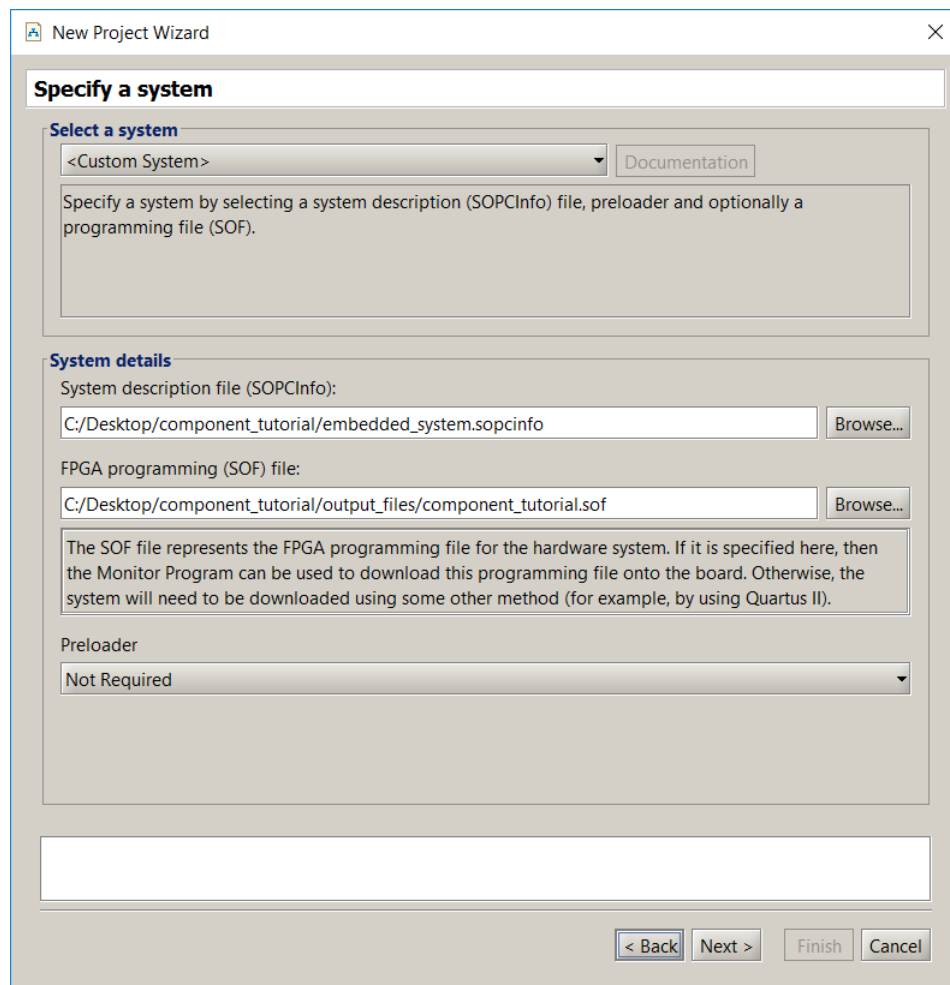 New Project Wizard
Specify a system
Select a system
<Custom System>
Documentation
Specify a system by selecting a system description (SOPCInfo) file, preloader and optionally a
programming file (SOF).
System details
System description file (SOPCInfo):
C:/Desktop/component_tutorial/embedded_system.sopcinfo
Browse...
FPGA programming (SOF) file:
C:/Desktop/component_tutorial/output_files/component_tutorial.sof
Browse...
The SOF file represents the FPGA programming file for the hardware system. If it is specified here, then
the Monitor Program can be used to download this programming file onto the board. Otherwise, the
system will need to be downloaded using some other method (for example, by using Quartus II).
Preloader
Not Required
< Back
Next >
Finish
Cancel